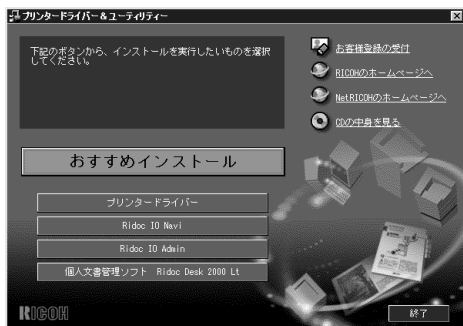 プリンタードライバー＆ユーティリティー
下記のボタンから、インストールを実行したいものを選択
してください。
お客様登録の受付
RICOHのホームページへ
NetRICOHのホームページへ
CDの中身を見る
おすすめインストール
プリンタードライバー
Ridoc IO Navi
Ridoc IO Admin
個人文書管理ソフト Ridoc Desk 2000 Lt
RICOH
終了